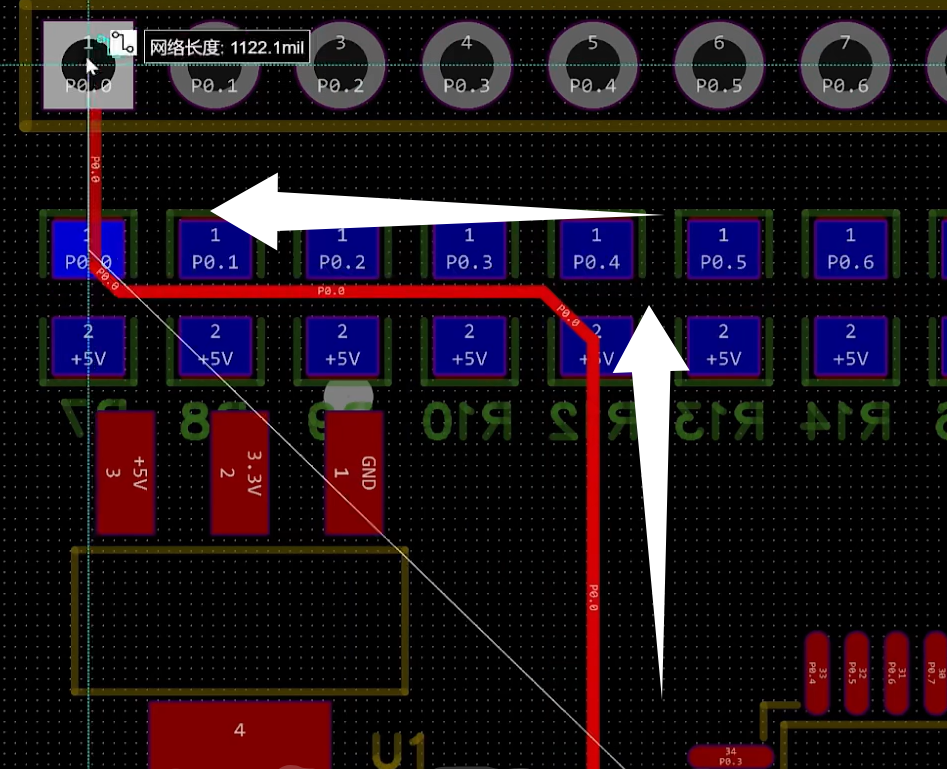 1 网络长度: 1122.1mil 3 4 5 6 7
P0.0 P0.1 P0.2 P0.3 P0.4 P0.5 P0.6
P0.0
1 1 1 1 1 1 1
P0.0 P0.1 P0.2 P0.3 P0.4 P0.5 P0.6
P0.0
P0.0
P0.0
2 2 2 2 2 2 2
+5V +5V +5V +5V +5V +5V +5V
R8 R10 R13 R14
+5V
3
3.3V
2
GND
1
P0.0
33
P0.4
32
P0.5
31
P0.6
30
P0.7
34
P0.3
4
U1